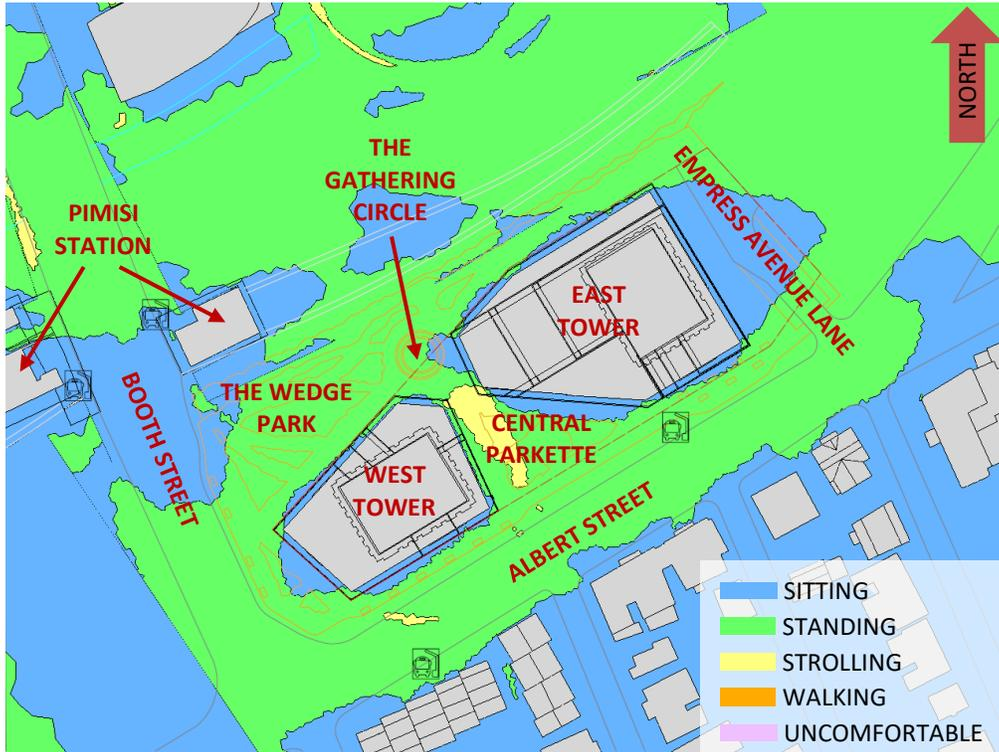 NORTH
THE
GATHERING
CIRCLE
PIMISI
STATION
EMPRESS AVENUE LANE
EAST
TOWER
BOOTH STREET
THE WEDGE
PARK
CENTRAL
PARKETTE
WEST
TOWER
ALBERT STREET
SITTING
STANDING
STROLLING
WALKING
UNCOMFORTABLE